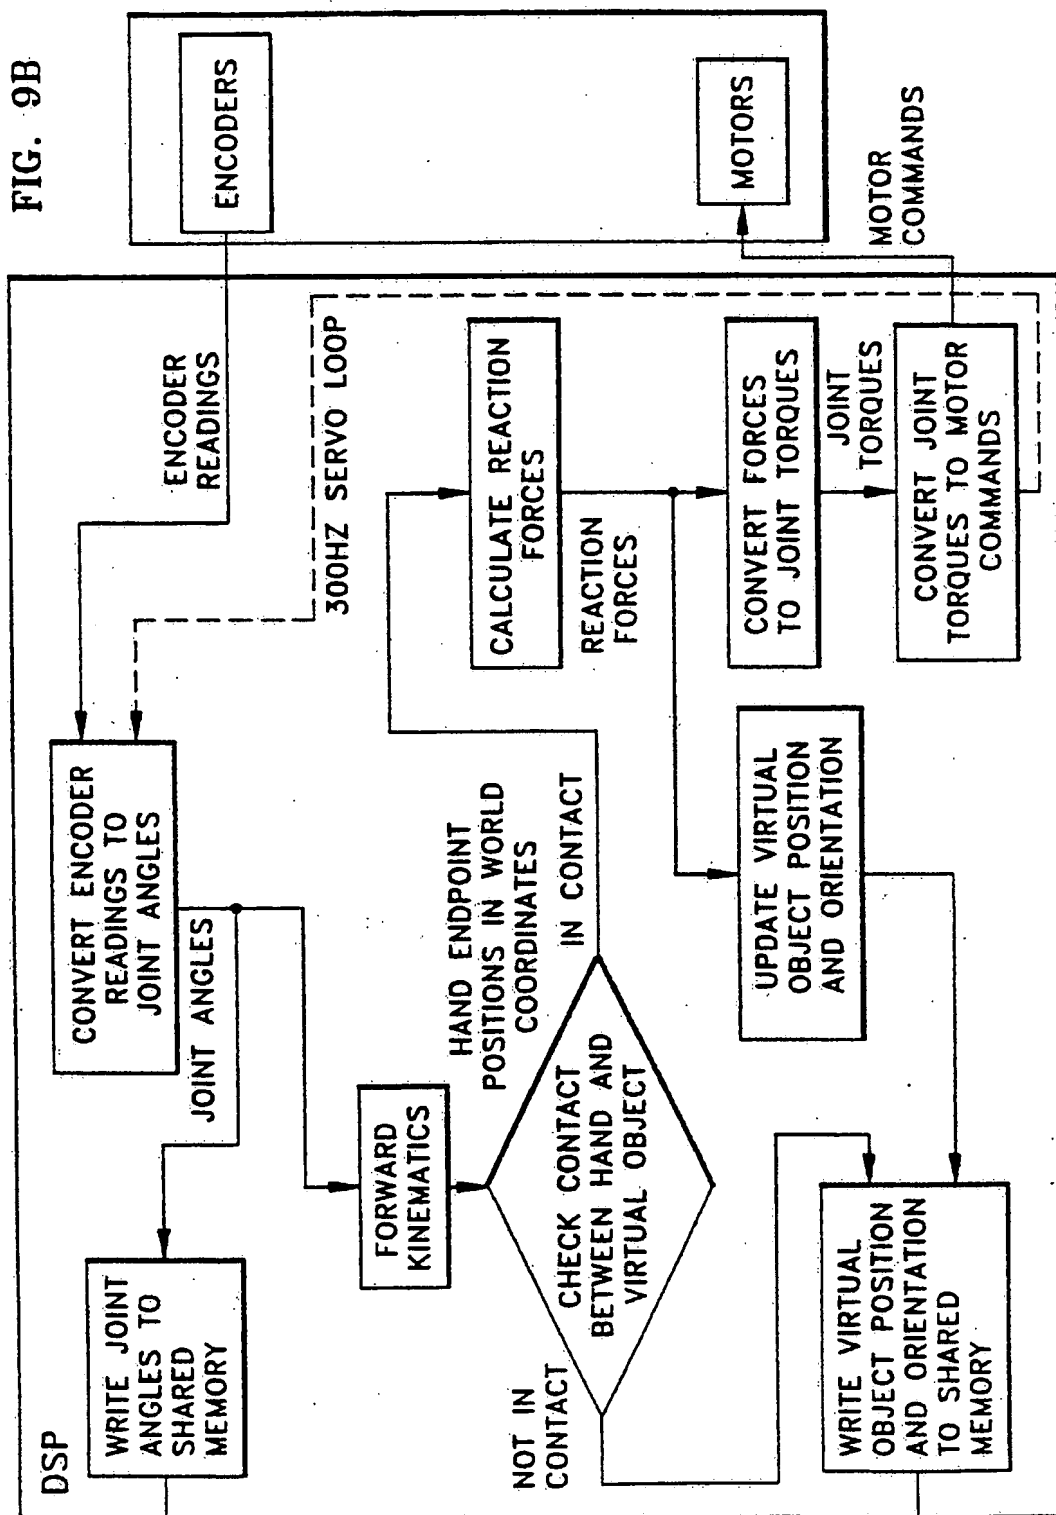 FIG. 9B
DSP
WRITE JOINT
ANGLES TO
SHARED
MEMORY
CONVERT ENCODER
READINGS TO
JOINT ANGLES
JOINT ANGLES
ENCODER
READINGS
ENCODERS
300HZ SERVO LOOP
FORWARD
KINEMATICS
HAND ENDPOINT
POSITIONS IN WORLD
COORDINATES
CHECK CONTACT
BETWEEN HAND AND
VIRTUAL OBJECT
NOT IN
CONTACT
IN CONTACT
CALCULATE REACTION
FORCES
REACTION
FORCES
CONVERT FORCES
TO JOINT TORQUES
JOINT
TORQUES
CONVERT JOINT
TORQUES TO MOTOR
COMMANDS
MOTOR
COMMANDS
MOTORS
UPDATE VIRTUAL
OBJECT POSITION
AND ORIENTATION
WRITE VIRTUAL
OBJECT POSITION
AND ORIENTATION
TO SHARED
MEMORY